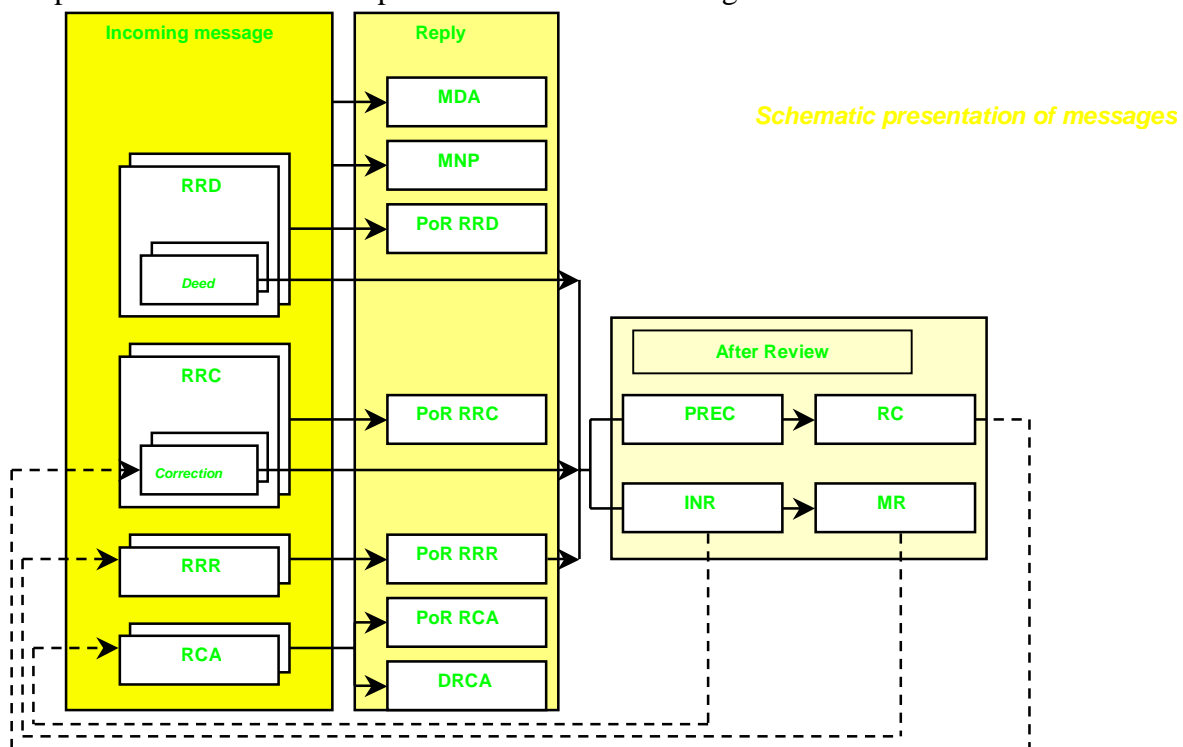 Incoming message
Reply
MDA
Schematic presentation of messages
MNP
RRD
PoR RRD
Deed
After Review
RRC
PoR RRC
PREC
RC
Correction
INR
MR
RRR
PoR RRR
PoR RCA
RCA
DRCA